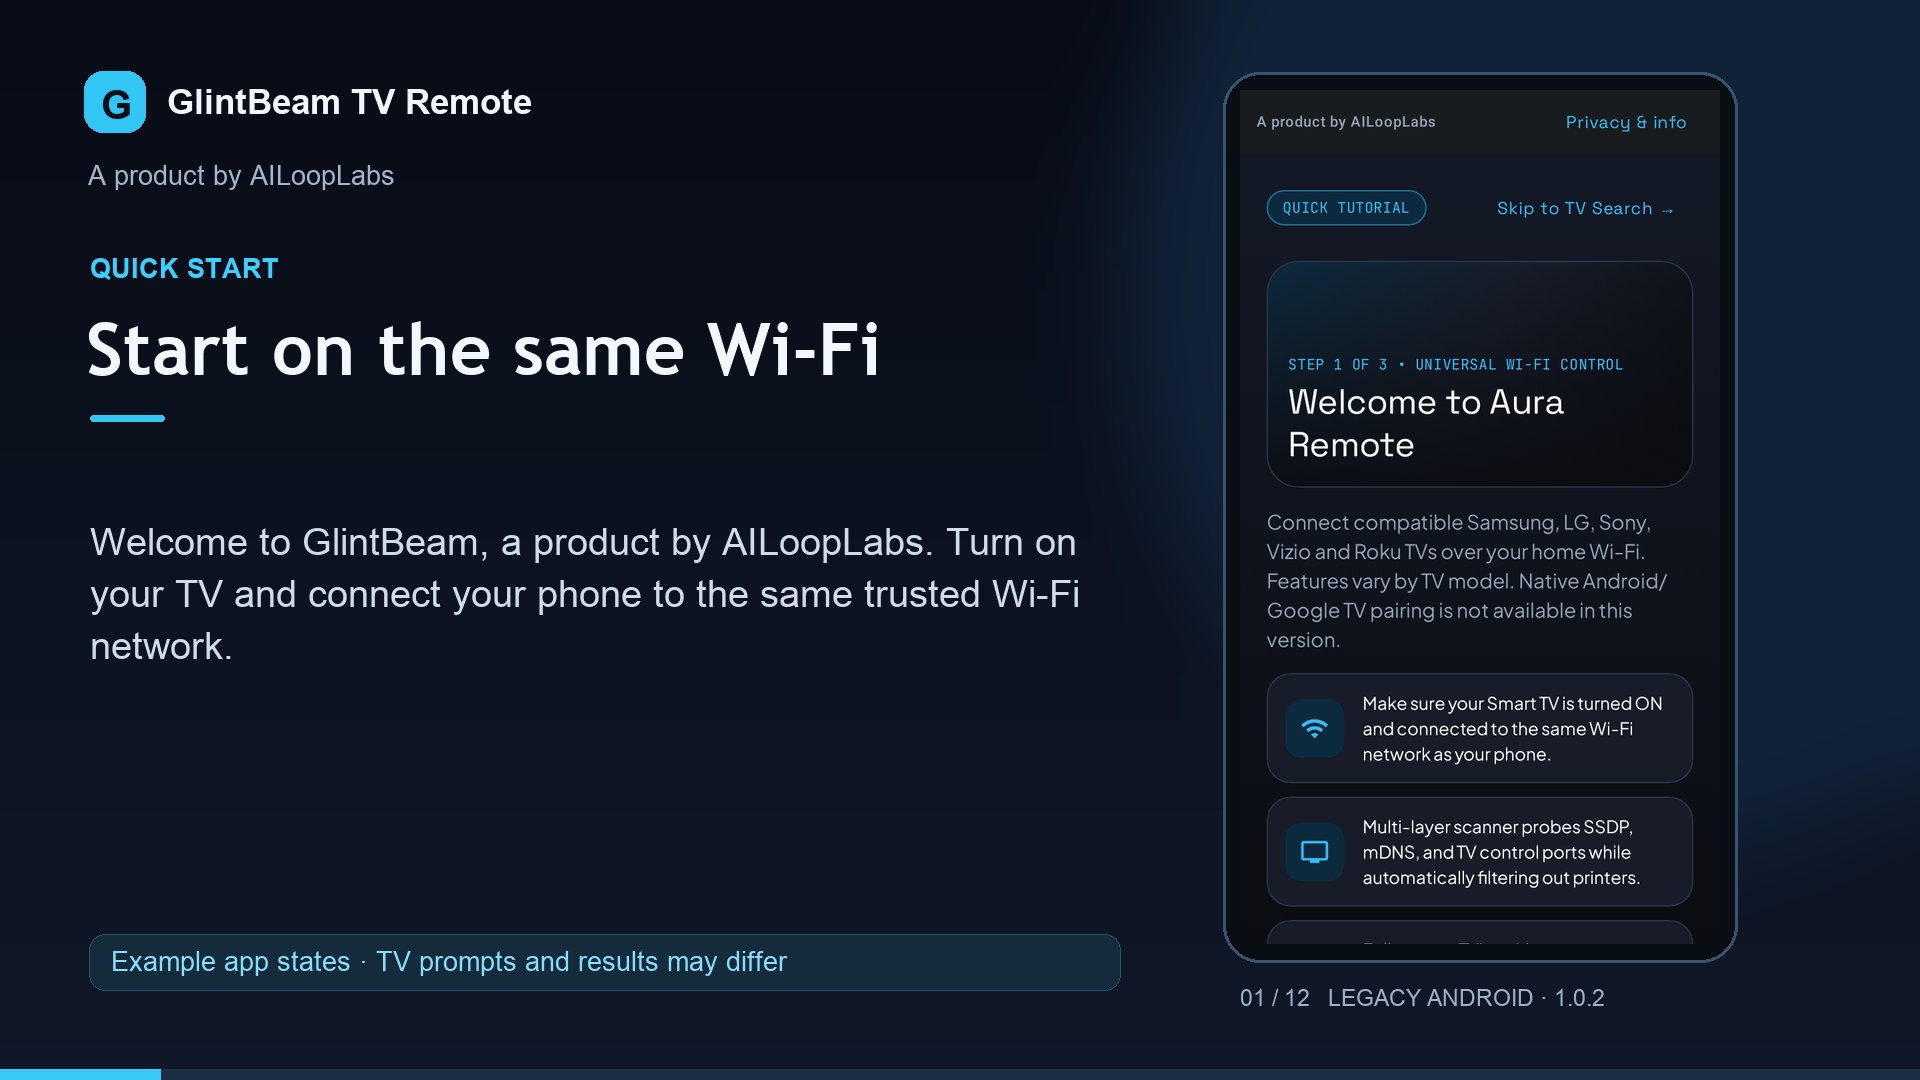 G
GlintBeam TV Remote
A product by AILoopLabs
QUICK START
Start on the same Wi-Fi
Welcome to GlintBeam, a product by AILoopLabs. Turn on
your TV and connect your phone to the same trusted Wi-Fi
network.
Example app states · TV prompts and results may differ
A product by AILoopLabs
Privacy & info
QUICK TUTORIAL
Skip to TV Search →
STEP 1 OF 3 • UNIVERSAL WI-FI CONTROL
Welcome to Aura
Remote
Connect compatible Samsung, LG, Sony,
Vizio and Roku TVs over your home Wi-Fi.
Features vary by TV model. Native Android/
Google TV pairing is not available in this
version.
Make sure your Smart TV is turned ON
and connected to the same Wi-Fi
network as your phone.
Multi-layer scanner probes SSDP,
mDNS, and TV control ports while
automatically filtering out printers.
01 / 12 LEGACY ANDROID · 1.0.2